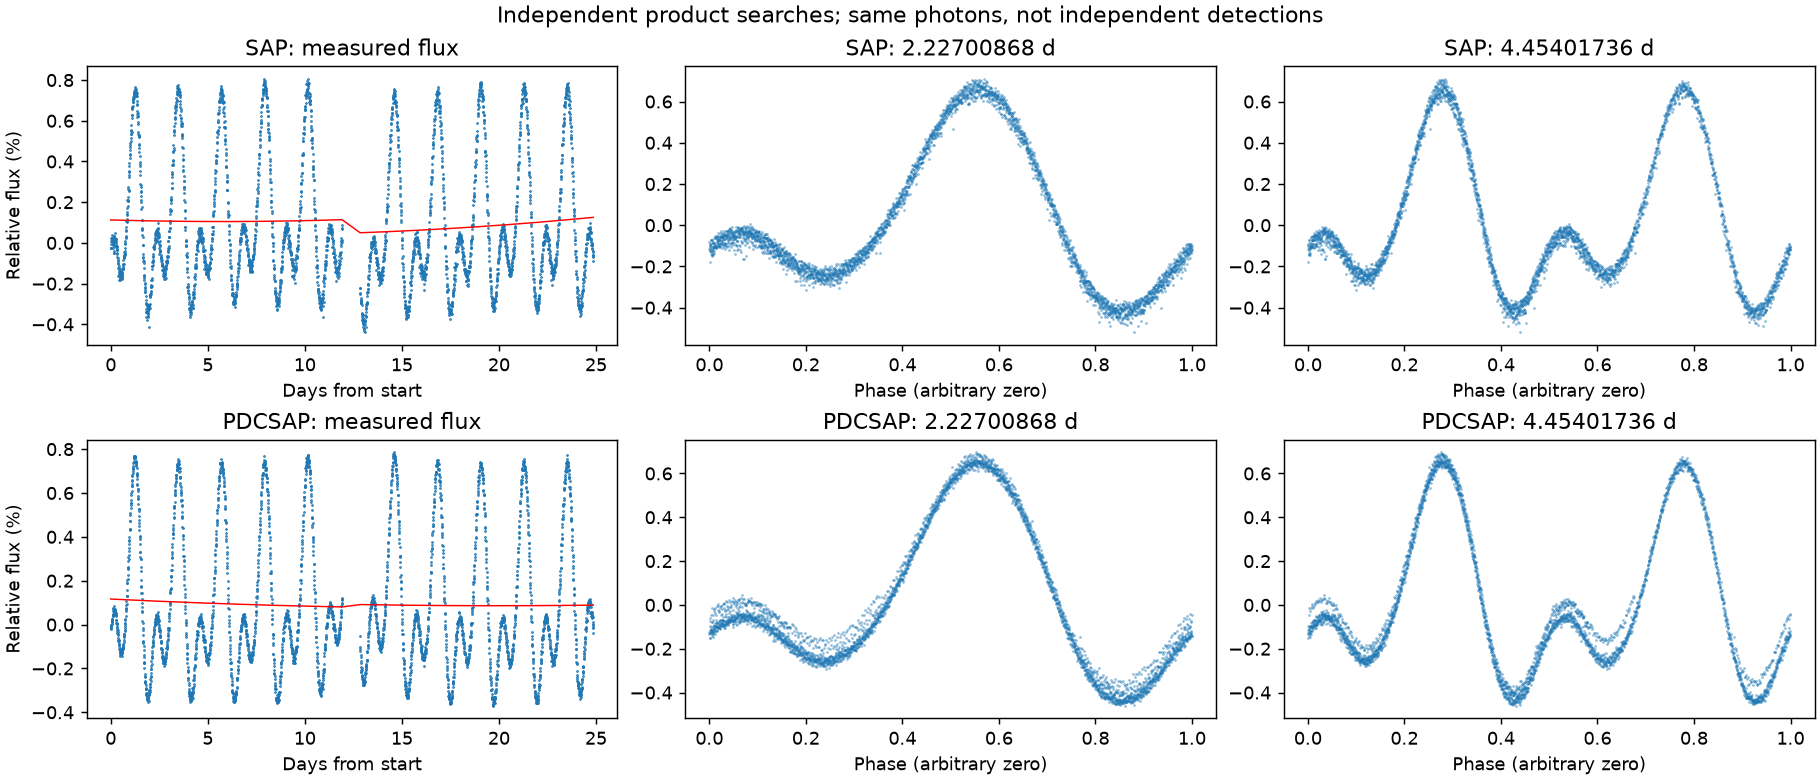 Independent product searches; same photons, not independent detections
SAP: measured flux
SAP: 2.22700868 d
SAP: 4.45401736 d
Relative flux (%)
0.8
0.6
0.4
0.2
0.0
−0.2
−0.4
0.6
0.4
0.2
0.0
−0.2
−0.4
0.6
0.4
0.2
0.0
−0.2
−0.4
0 5 10 15 20 25
0.0 0.2 0.4 0.6 0.8 1.0
0.0 0.2 0.4 0.6 0.8 1.0
Days from start
Phase (arbitrary zero)
Phase (arbitrary zero)
PDCSAP: measured flux
PDCSAP: 2.22700868 d
PDCSAP: 4.45401736 d
Relative flux (%)
0.8
0.6
0.4
0.2
0.0
−0.2
−0.4
0.6
0.4
0.2
0.0
−0.2
−0.4
0.6
0.4
0.2
0.0
−0.2
−0.4
0 5 10 15 20 25
0.0 0.2 0.4 0.6 0.8 1.0
0.0 0.2 0.4 0.6 0.8 1.0
Days from start
Phase (arbitrary zero)
Phase (arbitrary zero)